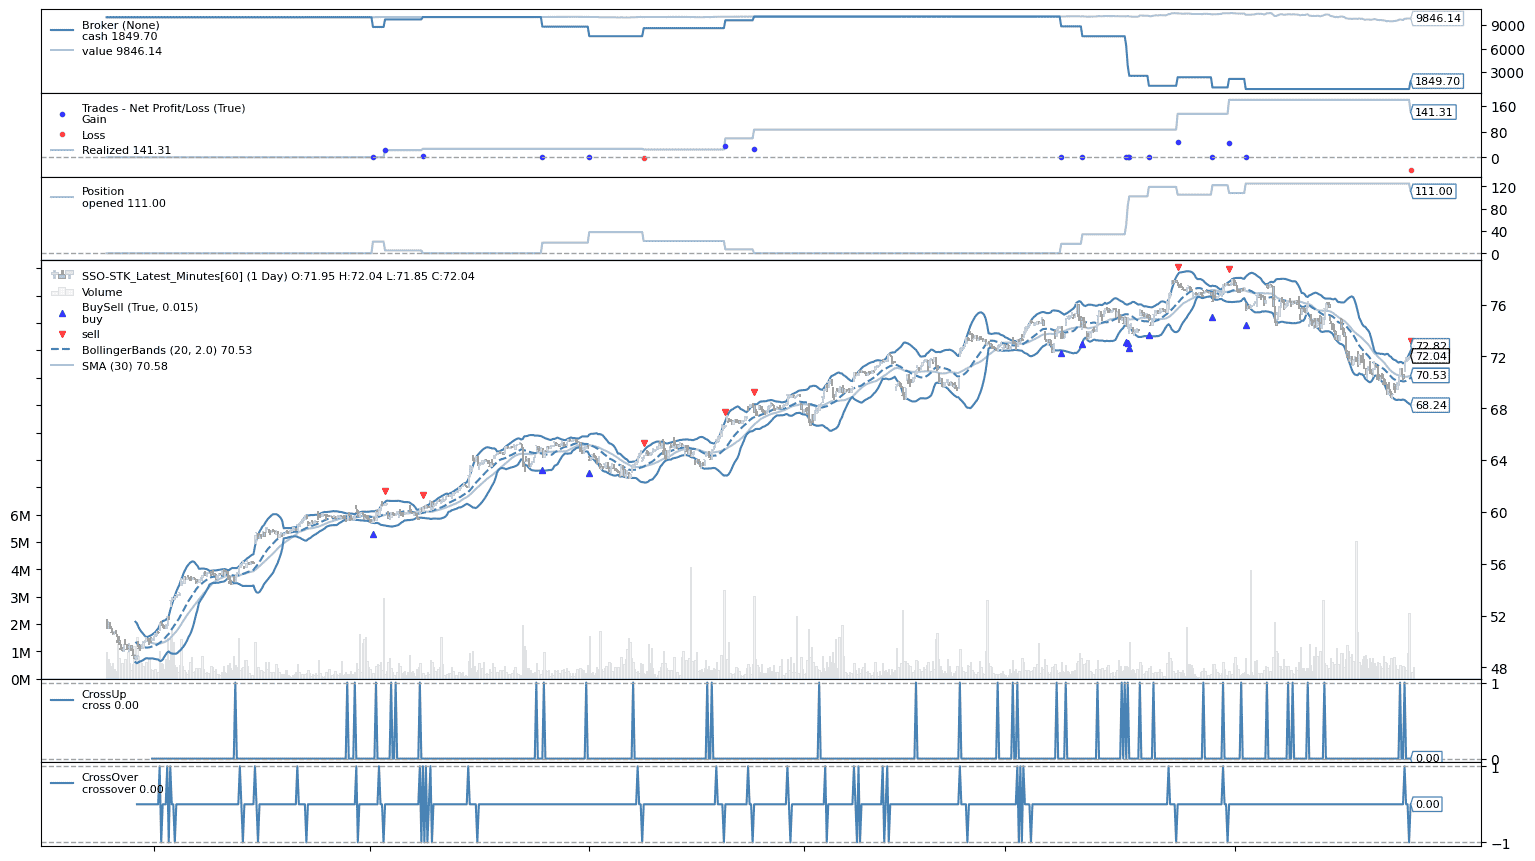 Broker (None)
cash 1849.70
value 9846.14
9846.14
1849.70
9000
6000
3000
Trades - Net Profit/Loss (True)
Gain
Loss
Realized 141.31
141.31
160
80
0
Position
opened 111.00
111.00
120
80
40
0
SSO-STK_Latest_Minutes[60] (1 Day) O:71.95 H:72.04 L:71.85 C:72.04
Volume
BuySell (True, 0.015)
buy
sell
BollingerBands (20, 2.0) 70.53
SMA (30) 70.58
72.82
72.04
70.53
68.24
76
72
68
64
60
56
52
48
6M
5M
4M
3M
2M
1M
0M
CrossUp
cross 0.00
0.00
1
0
CrossOver
crossover 0.00
0.00
1
−1